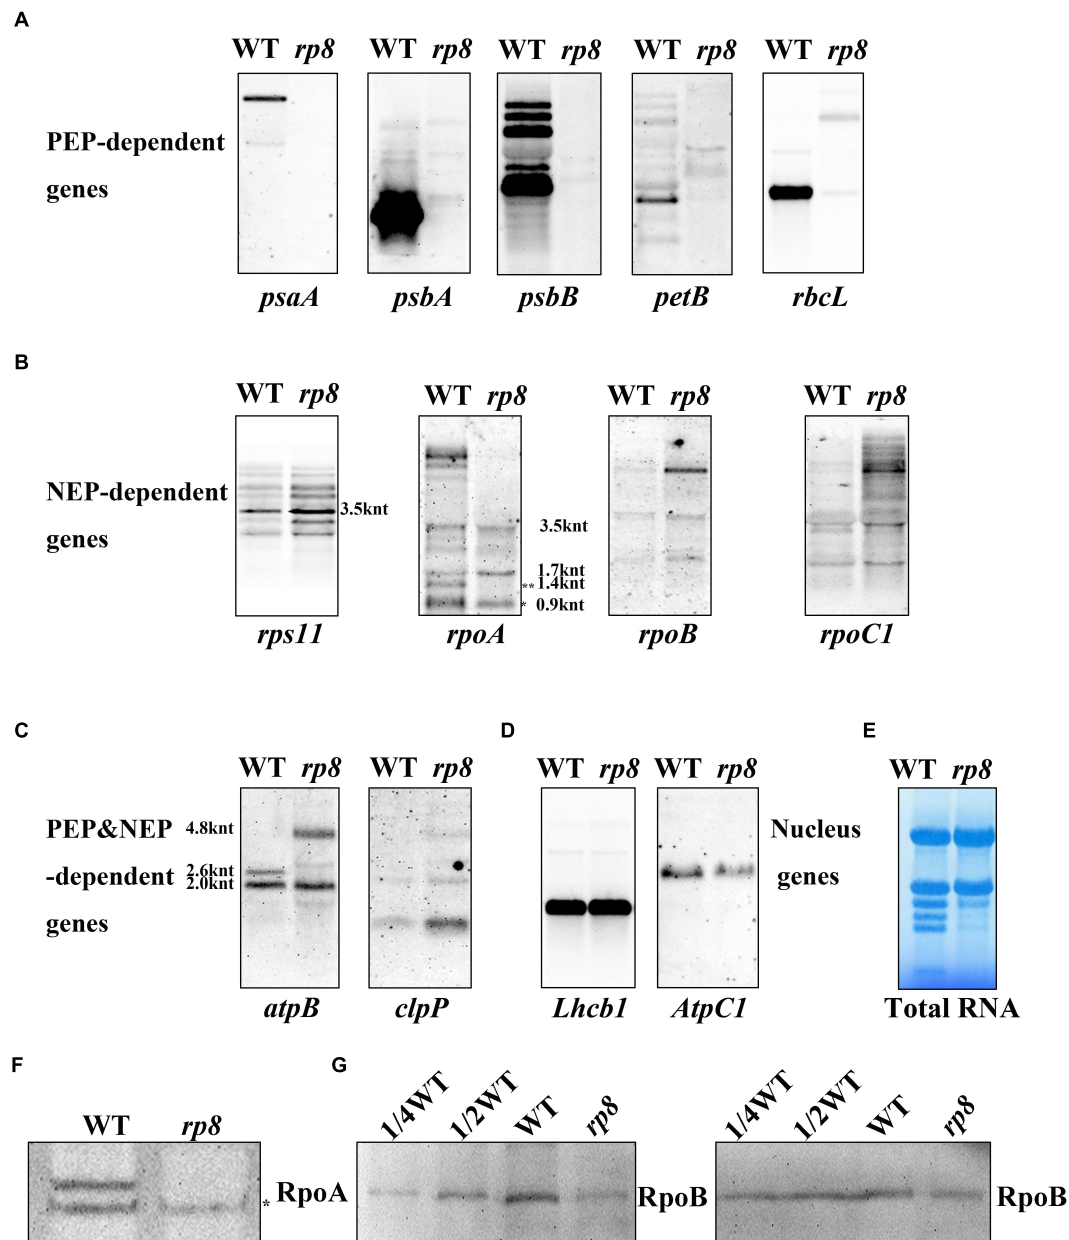 A
WT rp8 WT rp8 WT rp8 WT rp8 WT rp8
PEP-dependent
genes
psaA psbA psbB petB rbcL
B
WT rp8 WT rp8 WT rp8 WT rp8
NEP-dependent
genes
3.5knt
3.5knt
1.7knt
**1.4knt
* 0.9knt
rps11 rpoA rpoB rpoC1
C D E
WT rp8 WT rp8 WT rp8 WT rp8 WT rp8
PEP&NEP
-dependent
genes
4.8knt
2.6knt
2.0knt
Nucleus
genes
atpB clpP Lhcb1 AtpC1 Total RNA
F G
WT rp8 1/4WT 1/2WT WT rp8 1/4WT 1/2WT WT rp8
* RpoA RpoB RpoB